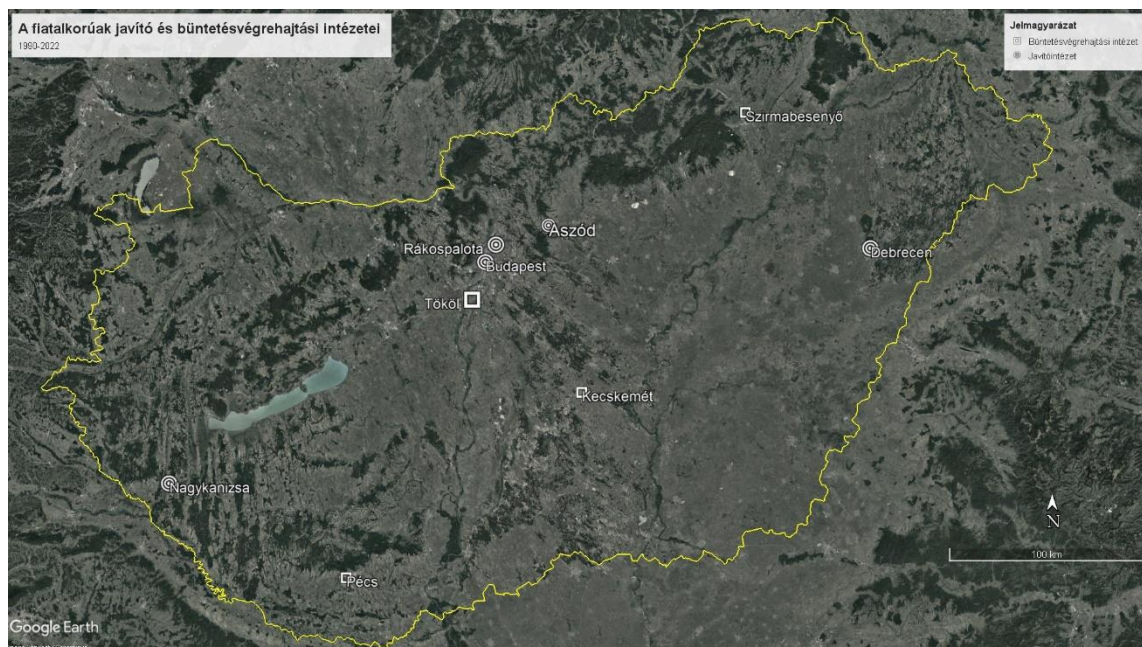 A fiatalkorúak javító és büntetésvégrehajtási intézetei
1990-2022
Jelmagyarázat
Büntetésvégrehajtási intézet
Javítóintézet
Szirmabesenyő
Aszód
Rákospalota
Budapest
Debrecen
Tököl
Kecskemét
Nagykanizsa
Pécs
N
100 km
Google Earth